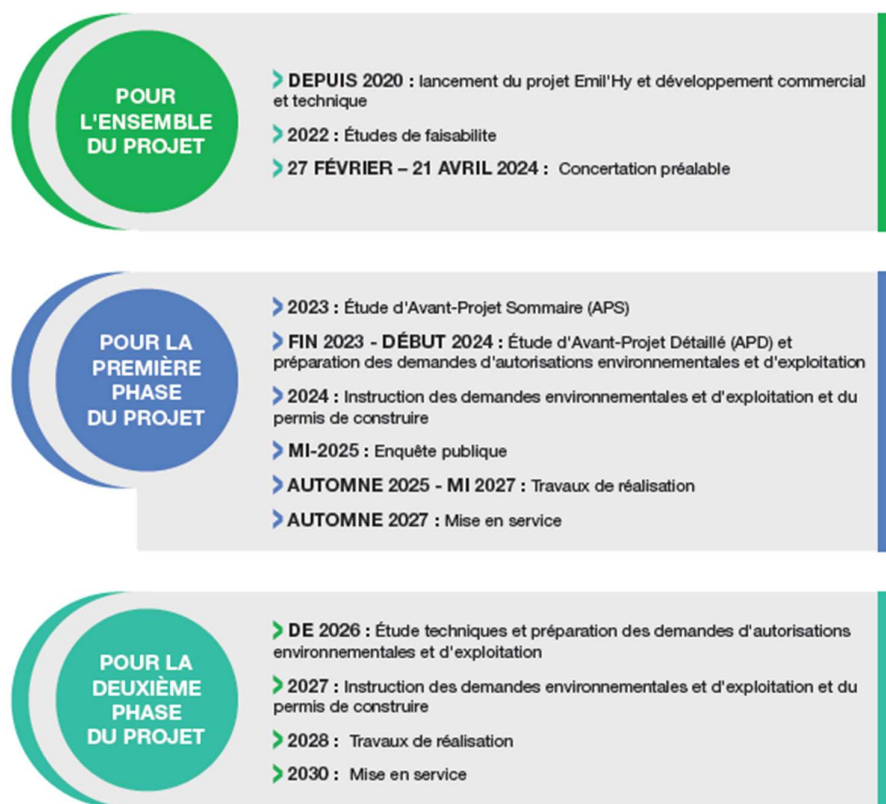 POUR
L'ENSEMBLE
DU PROJET
DEPUIS 2020 : lancement du projet Emil'Hy et développement commercial
et technique
2022 : Études de faisabilite
27 FÉVRIER – 21 AVRIL 2024 : Concertation préalable
POUR LA
PREMIÈRE
PHASE
DU PROJET
2023 : Étude d'Avant-Projet Sommaire (APS)
FIN 2023 - DÉBUT 2024 : Étude d'Avant-Projet Détaillé (APD) et
préparation des demandes d'autorisations environnementales et d'exploitation
2024 : Instruction des demandes environnementales et d'exploitation et du
permis de construire
MI-2025 : Enquête publique
AUTOMNE 2025 - MI 2027 : Travaux de réalisation
AUTOMNE 2027 : Mise en service
POUR LA
DEUXIÈME
PHASE
DU PROJET
DE 2026 : Étude techniques et préparation des demandes d'autorisations
environnementales et d'exploitation
2027 : Instruction des demandes environnementales et d'exploitation et du
permis de construire
2028 : Travaux de réalisation
2030 : Mise en service